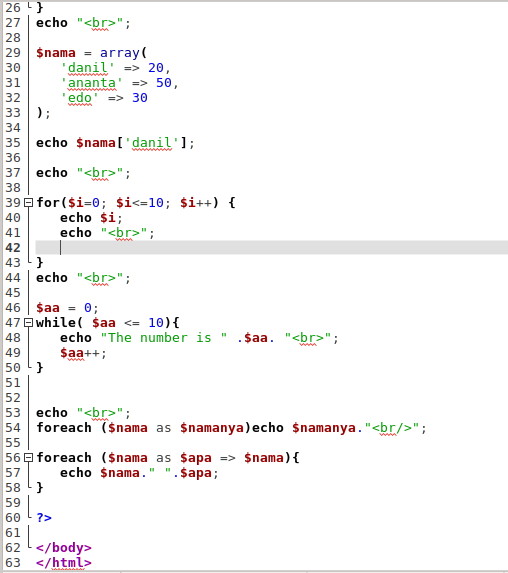 26 }
27 echo "<br>";
28
29 $nama = array(
30 'danil' => 20,
31 'ananta' => 50,
32 'edo' => 30
33 );
34
35 echo $nama['danil'];
36
37 echo "<br>";
38
39 for($i=0; $i<=10; $i++) {
40 echo $i;
41 echo "<br>";
42
43 }
44 echo "<br>";
45
46 $aa = 0;
47 while( $aa <= 10){
48 echo "The number is " .$aa. "<br>";
49 $aa++;
50 }
51
52
53 echo "<br>";
54 foreach ($nama as $namanya)echo $namanya."<br/>";
55
56 foreach ($nama as $apa => $nama){
57 echo $nama." ".$apa;
58 }
59
60 ?>
61
62 </body>
63 </html>